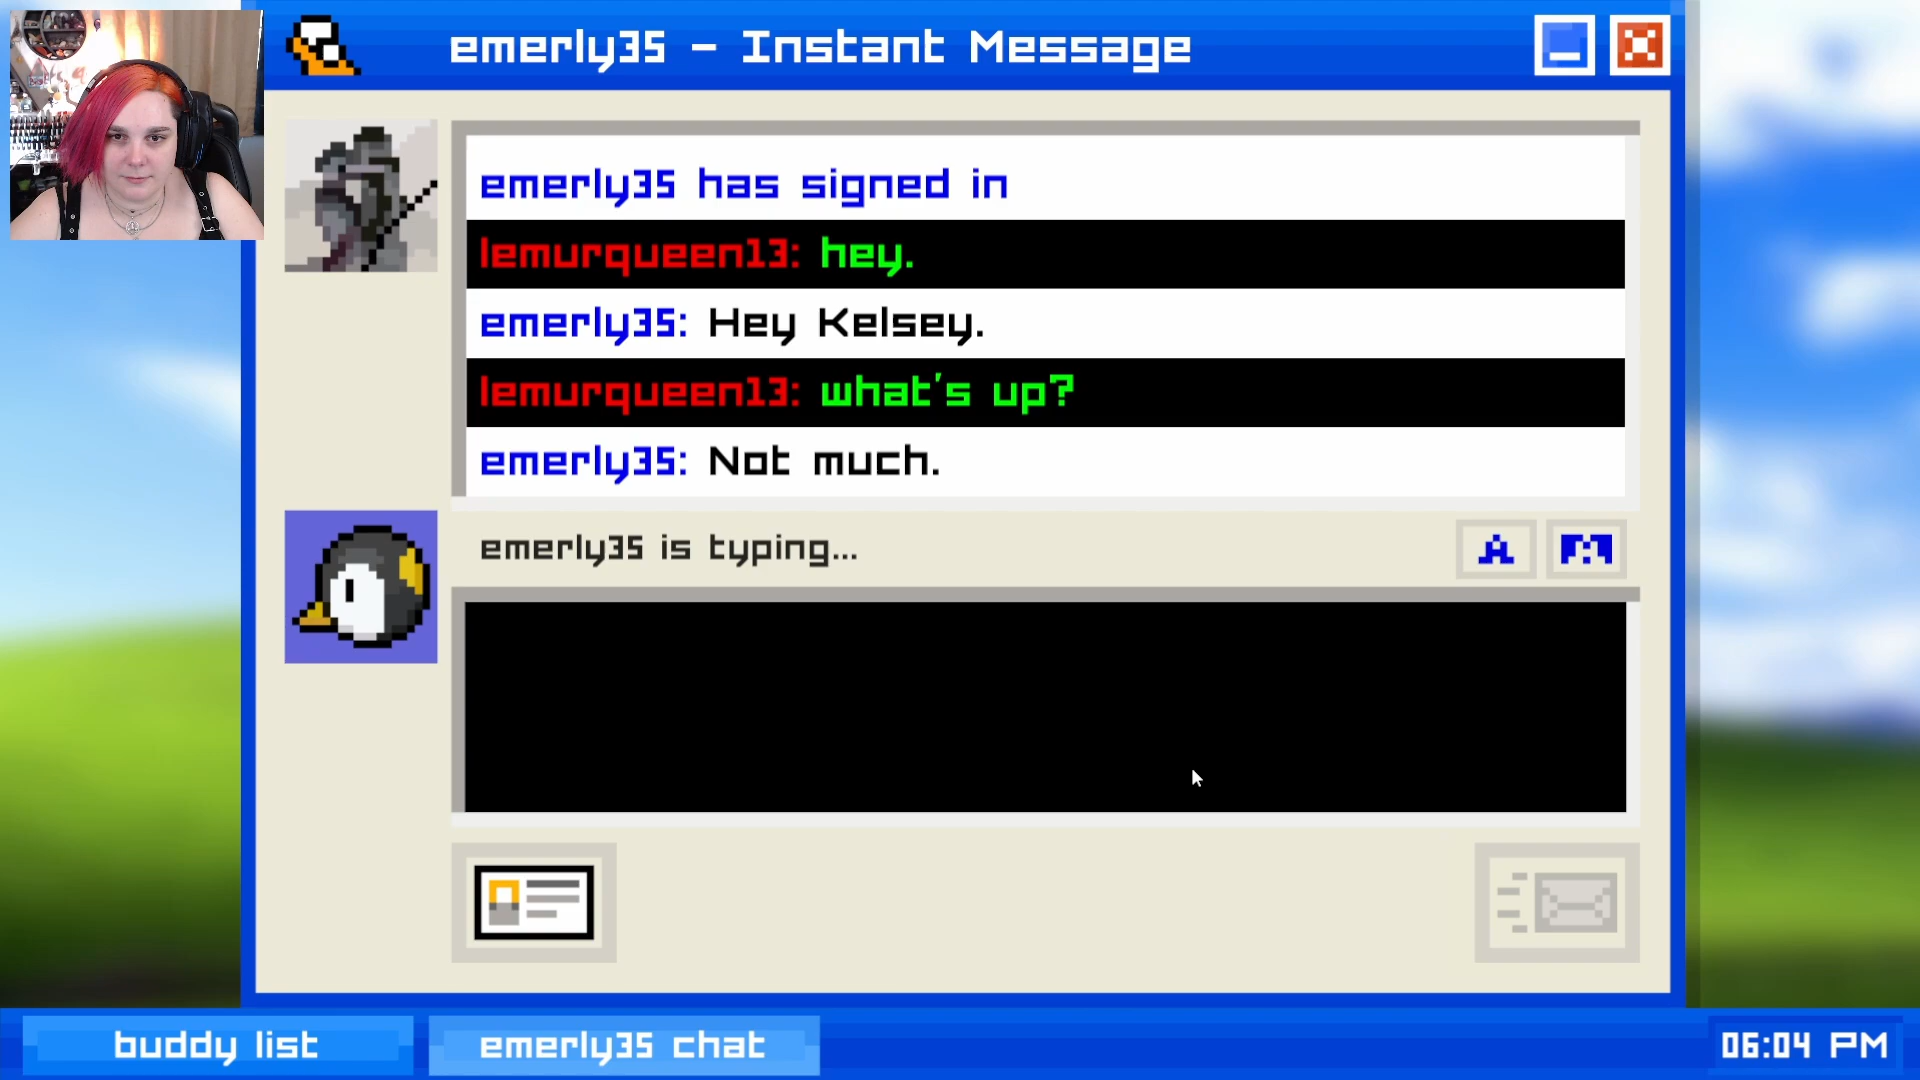 emerly35 - Instant Message
emerly35 has signed in
lemurqueen13: hey.
emerly35: Hey Kelsey.
lemurqueen13: what's up?
emerly35: Not much.
emerly35 is typing...
A
buddy list
emerly35 chat
06:04 PM